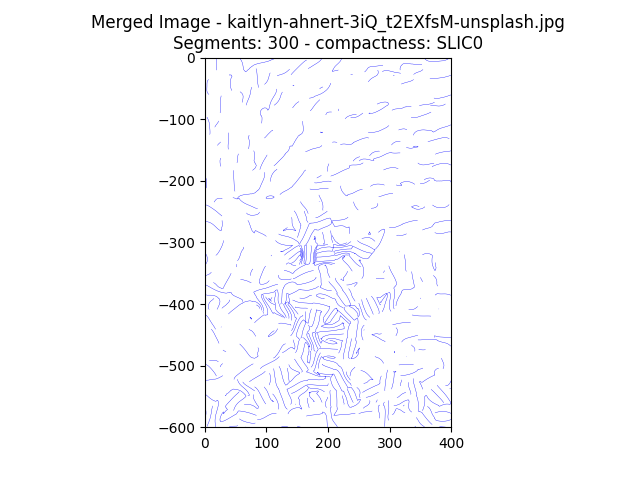 Merged Image - kaitlyn-ahnert-3iQ_t2EXfsM-unsplash.jpg
Segments: 300 - compactness: SLIC0
0
−100
−200
−300
−400
−500
−600
0 100 200 300 400